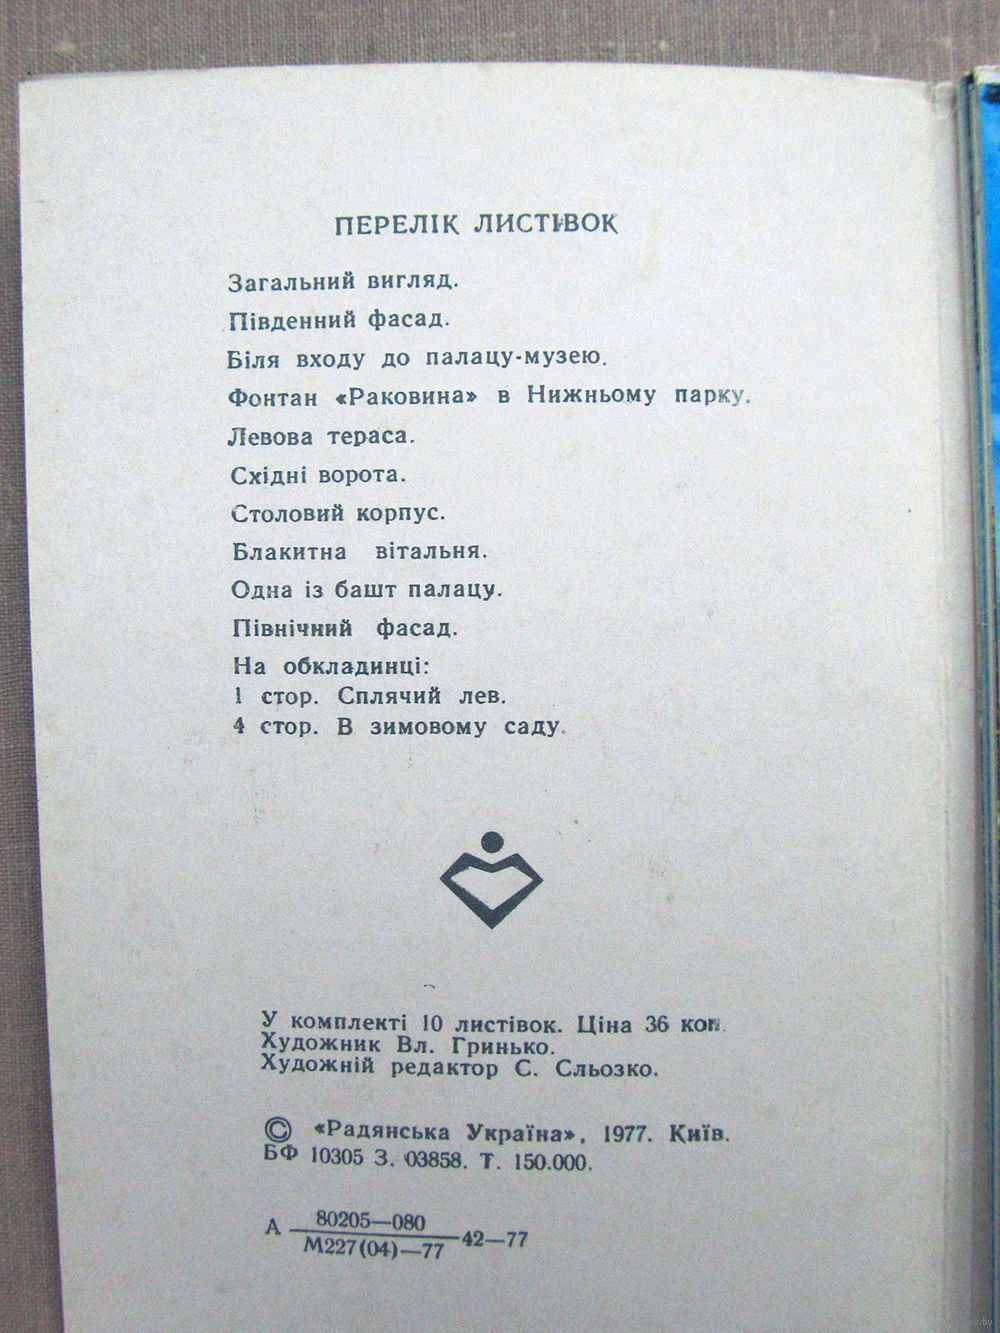 ПЕРЕЛІК ЛИСТІВОК
Загальний вигляд.
Південний фасад.
Біля входу до палацу-музею.
Фонтан «Раковина» в Нижньому парку.
Левова тераса.
Східні ворота.
Столовий корпус.
Блакитна вітальня.
Одна із башт палацу.
Північний фасад.
На обкладинці:
1 стор. Сплячий лев.
4 стор. В зимовому саду.
У комплекті 10 листівок. Ціна 36 коп.
Художник Вл. Гринько.
Художній редактор Є. Сльозко.
© «Радянська Україна», 1977. Київ.
БФ 10305 З. 03858. Т. 150.000.
А 80205—080
М227(04)—77 42—77